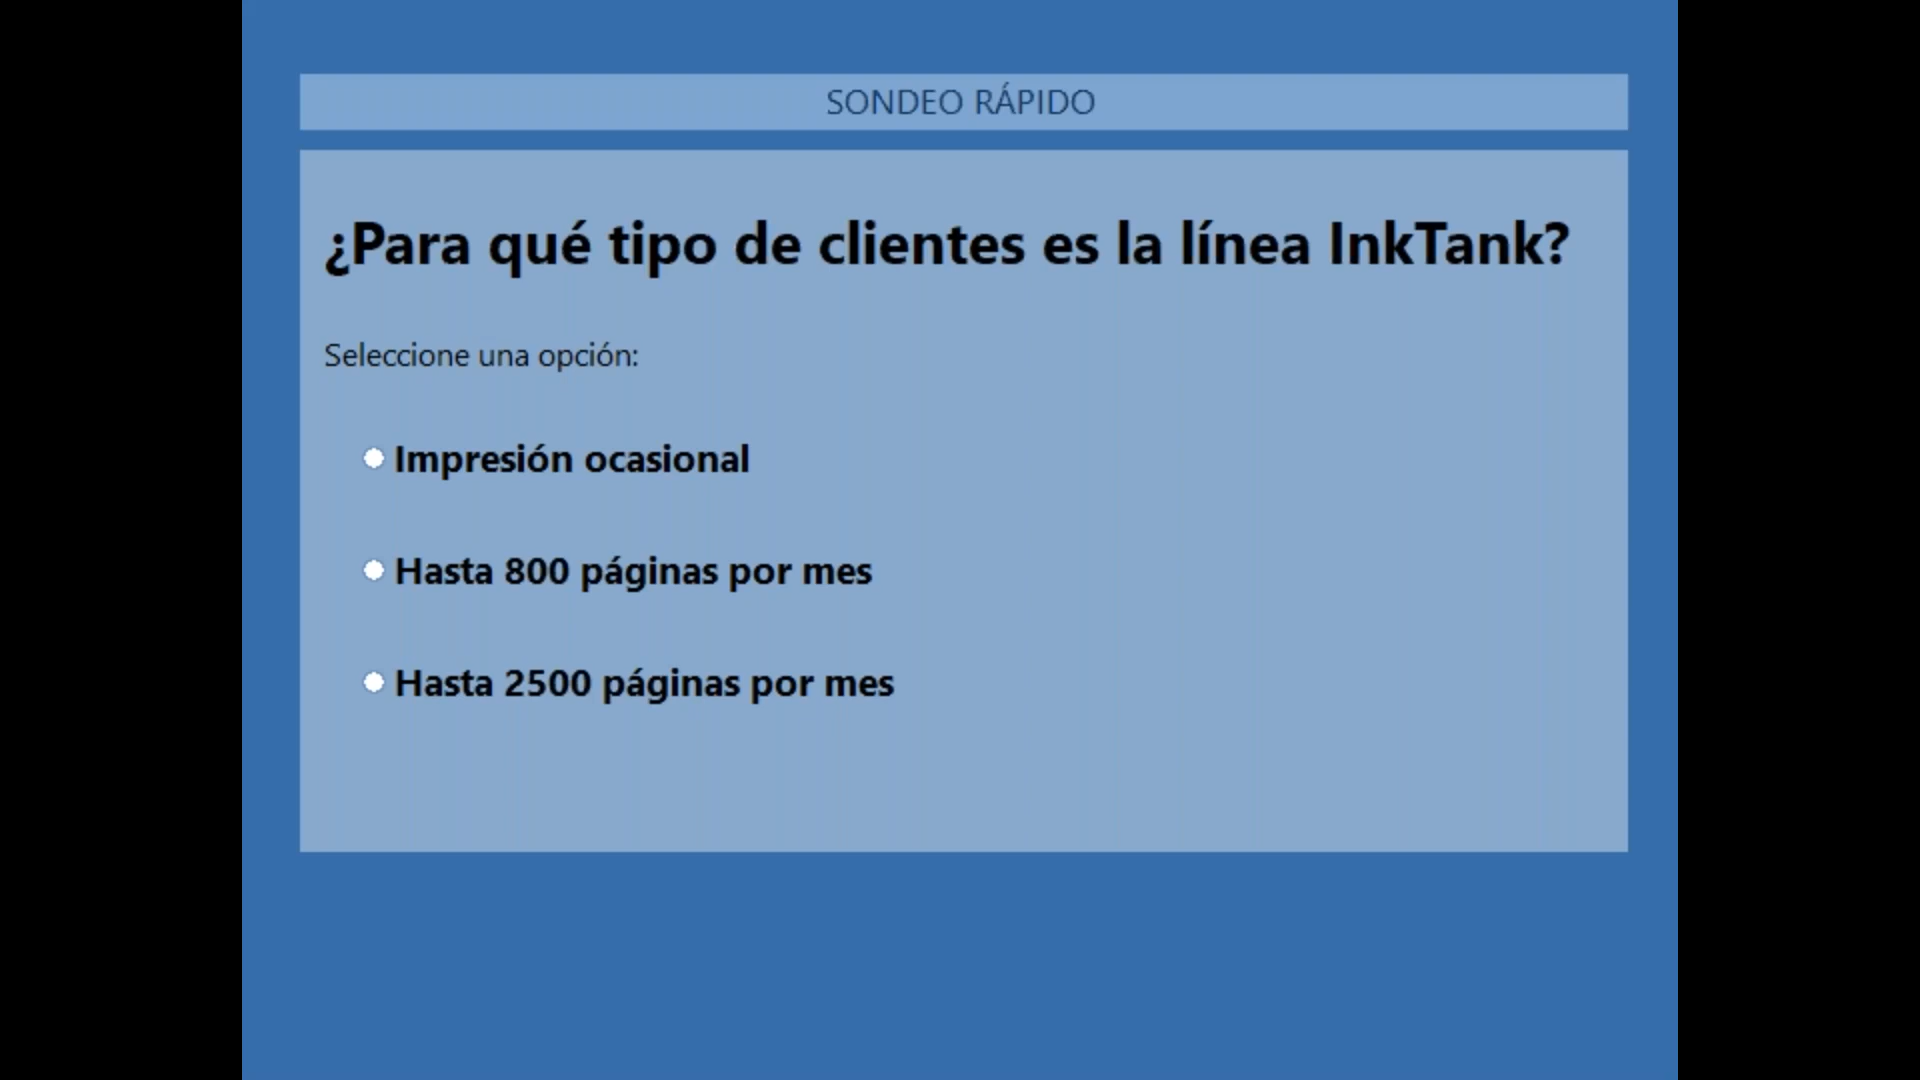 SONDEO RÁPIDO
¿Para qué tipo de clientes es la línea InkTank?
Seleccione una opción:
Impresión ocasional
Hasta 800 páginas por mes
Hasta 2500 páginas por mes